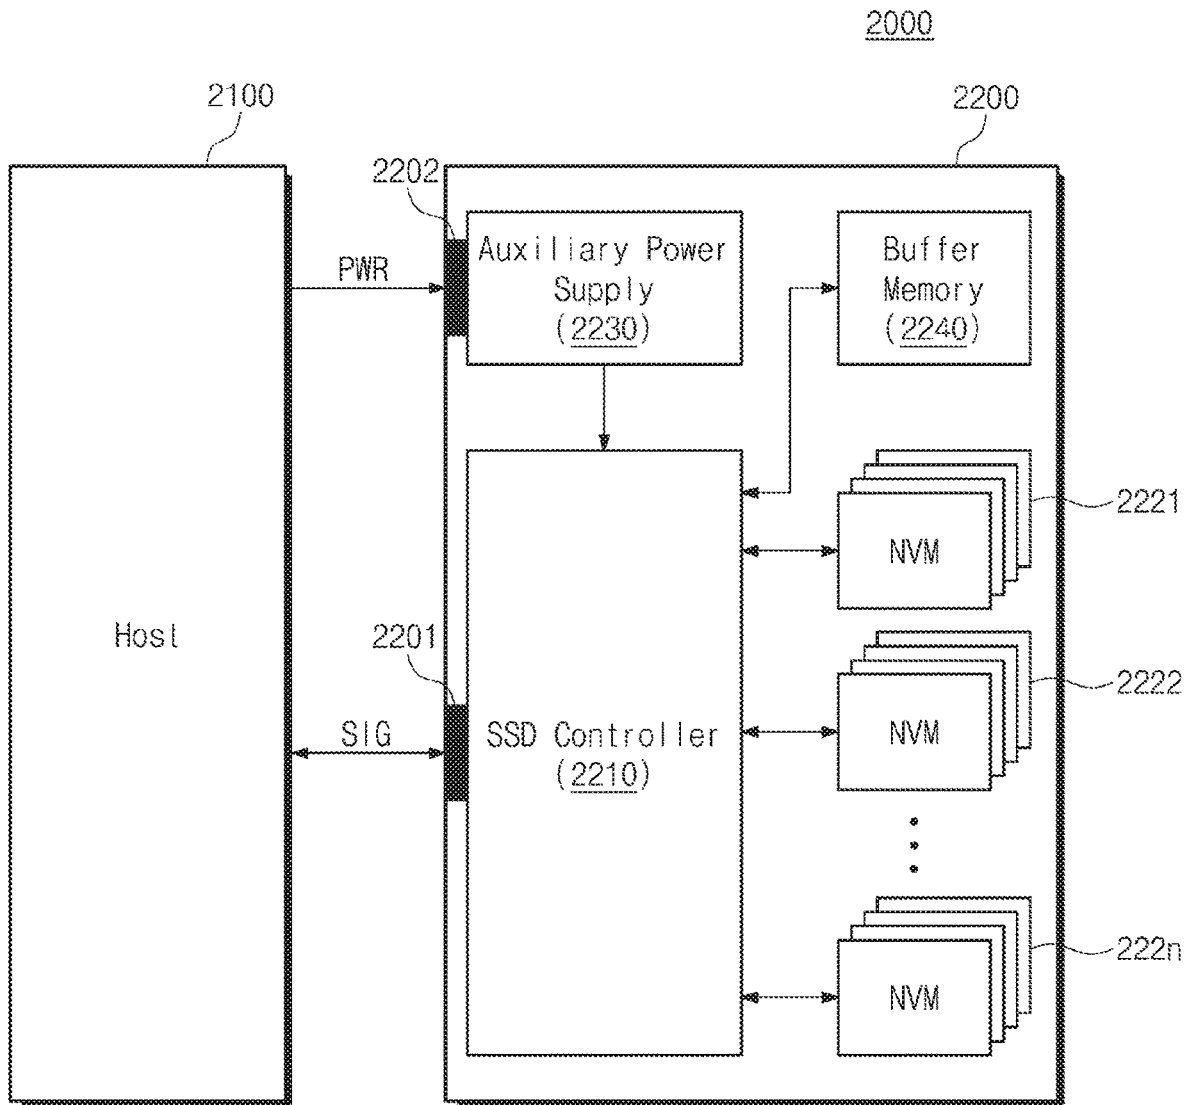 2000
2100
2200
2202
Auxiliary Power
Supply
(2230)
Buffer
Memory
(2240)
PWR
2221
NVM
Host
2201
2222
NVM
SIG
SSD Controller
(2210)
222n
NVM